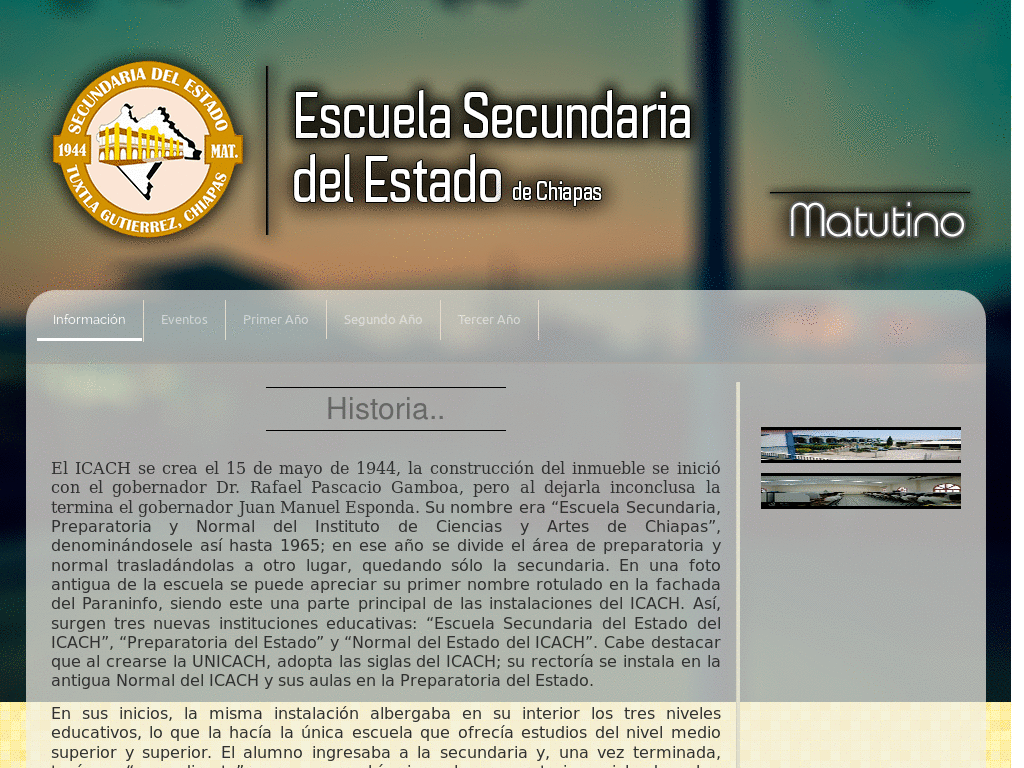 SECUNDARIA DEL ESTADO
1944 MAT.
TUXTLA GUTIERREZ, CHIAPAS
Escuela Secundaria
del Estado de Chiapas
Matutino
Información Eventos Primer Año Segundo Año Tercer Año
Historia..
El ICACH se crea el 15 de mayo de 1944, la construcción del inmueble se inició
con el gobernador Dr. Rafael Pascacio Gamboa, pero al dejarla inconclusa la
termina el gobernador Juan Manuel Esponda. Su nombre era “Escuela Secundaria,
Preparatoria y Normal del Instituto de Ciencias y Artes de Chiapas”,
denominándosele así hasta 1965; en ese año se divide el área de preparatoria y
normal trasladándolas a otro lugar, quedando sólo la secundaria. En una foto
antigua de la escuela se puede apreciar su primer nombre rotulado en la fachada
del Paraninfo, siendo este una parte principal de las instalaciones del ICACH. Así,
surgen tres nuevas instituciones educativas: “Escuela Secundaria del Estado del
ICACH”, “Preparatoria del Estado” y “Normal del Estado del ICACH”. Cabe destacar
que al crearse la UNICACH, adopta las siglas del ICACH; su rectoría se instala en la
antigua Normal del ICACH y sus aulas en la Preparatoria del Estado.
En sus inicios, la misma instalación albergaba en su interior los tres niveles
educativos, lo que la hacía la única escuela que ofrecía estudios del nivel medio
superior y superior. El alumno ingresaba a la secundaria y, una vez terminada,